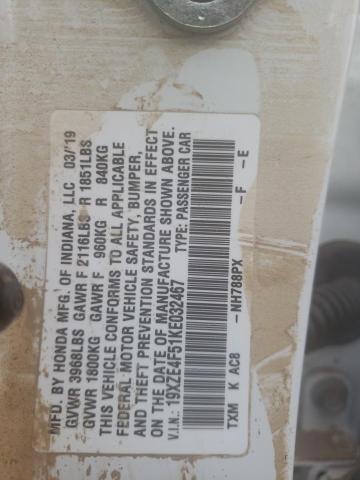 MFD. BY HONDA MFG. OF INDIANA, LLC 03/'19
GVWR 3968LBS GAWR F 2116LBS R 1851LBS
GVWR 1800KG GAWR F 960KG R 840KG
THIS VEHICLE CONFORMS TO ALL APPLICABLE
FEDERAL MOTOR VEHICLE SAFETY, BUMPER,
AND THEFT PREVENTION STANDARDS IN EFFECT
ON THE DATE OF MANUFACTURE SHOWN ABOVE.
V.I.N.: 19XZE4F51KE032467 TYPE: PASSENGER CAR
-NH788PX -F -E
TXM K AC8